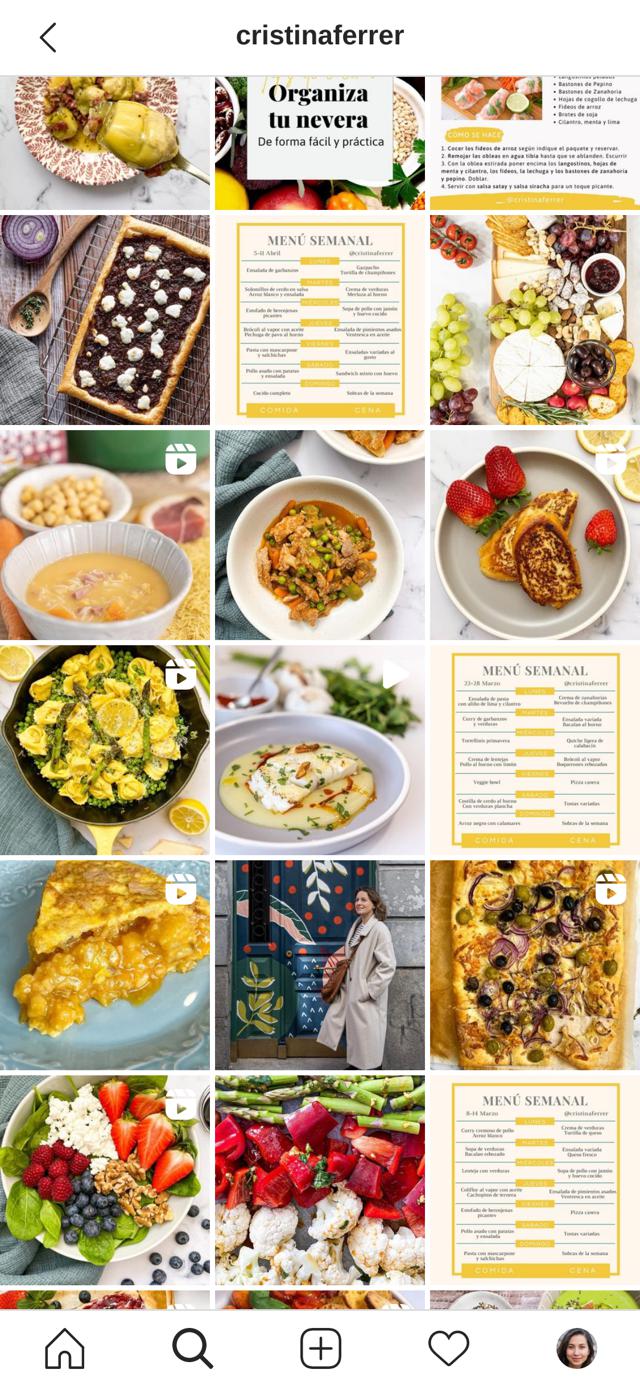 cristinaferrer
Organiza
tu nevera
De forma fácil y práctica
Bastones de Pepino
Bastones de Zanahoria
Hojas de cogollo de lechuga
Fideos de arroz
Brotes de soja
Cilantro, menta y lima
COMO SE HACE
1. Cocer los fideos de arroz según indique el paquete y reservar.
2. Remojar las obleas en agua tibia hasta que se ablanden. Escurrir
3. Con la oblea estirada poner encima los langostinos, hojas de
menta y cilantro, los fideos, la lechuga y los bastones de zanahoria
y pepino. Doblar.
4. Servir con salsa satay y salsa siracha para un toque picante.
@cristinaferrer
MENÚ SEMANAL
5-11 Abril
@cristinaferrer
LUNES
Ensalada de garbanzos
Gazpacho
Tortilla de champiñones
MARTES
Solomillos de cerdo en salsa
Arroz blanco y ensalada
Crema de verduras
Merluza al horno
MIÉRCOLES
Estofado de berenjenas
picantes
Sopa de pollo con jamón
y huevo cocido
JUEVES
Brócoli al vapor con aceite
Pechuga de pavo al horno
Ensalada de pimientos asados
Ventresca en aceite
VIERNES
Pasta con mascarpone
y salchichas
Ensaladas variadas al
gusto
SÁBADO
Pollo asado con patatas
y ensalada
Sandwich mixto con huevo
DOMINGO
Cocido completo
Sobras de la semana
COMIDA
CENA
MENÚ SEMANAL
22-28 Marzo
@cristinaferrer
LUNES
Ensalada de pasta
con aliño de lima y cilantro
Crema de zanahorias
Revuelto de champiñones
MARTES
Curry de garbanzos
y verduras
Ensalada variada
Bacalao al horno
MIÉRCOLES
Tortellinis primavera
Quiche ligera de
calabacín
JUEVES
Crema de lentejas
Pollo al horno con limón
Brócoli al vapor
Boquerones rebozados
VIERNES
Veggie bowl
Pizza casera
SÁBADO
Costilla de cerdo al horno
Con verduras plancha
Tostas variadas
DOMINGO
Arroz negro con calamares
Sobras de la semana
COMIDA
CENA
MENÚ SEMANAL
8-14 Marzo
@cristinaferrer
LUNES
Curry cremoso de pollo
Arroz blanco
Crema de verduras
Tortilla de queso
MARTES
Sopa de verduras
Bacalao rebozado
Ensalada variada
Queso fresco
MIÉRCOLES
Lentejas con verduras
Sopa de pollo con jamón
y huevo cocido
JUEVES
Coliflor al vapor con aceite
Cachopines de ternera
Ensalada de pimientos asados
Ventresca en aceite
VIERNES
Estofado de berenjenas
picantes
Pizza casera
SÁBADO
Pollo asado con patatas
y ensalada
Tostas variadas
DOMINGO
Pasta con mascarpone
y salchichas
Sobras de la semana
COMIDA
CENA